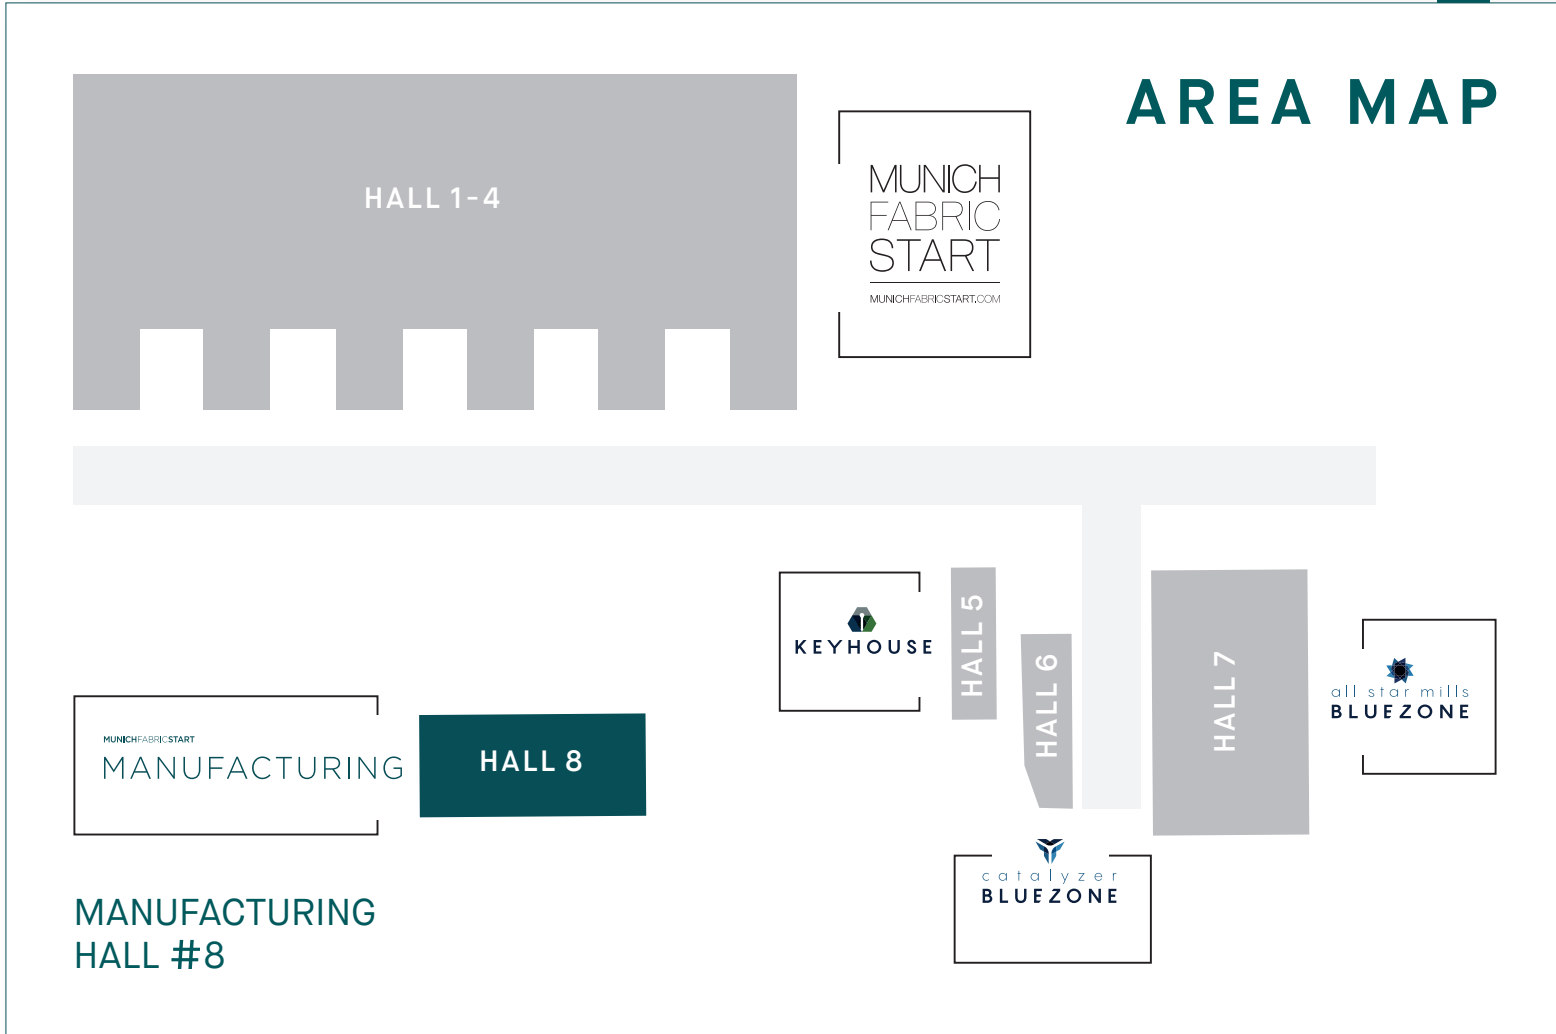 AREA MAP
HALL 1-4
MUNICH
FABRIC
START
MUNICHFABRICSTART.COM
KEYHOUSE
HALL 5
HALL 6
HALL 7
all star mills
BLUEZONE
MUNICHFABRICSTART
MANUFACTURING
HALL 8
catalyzer
BLUEZONE
MANUFACTURING
HALL #8